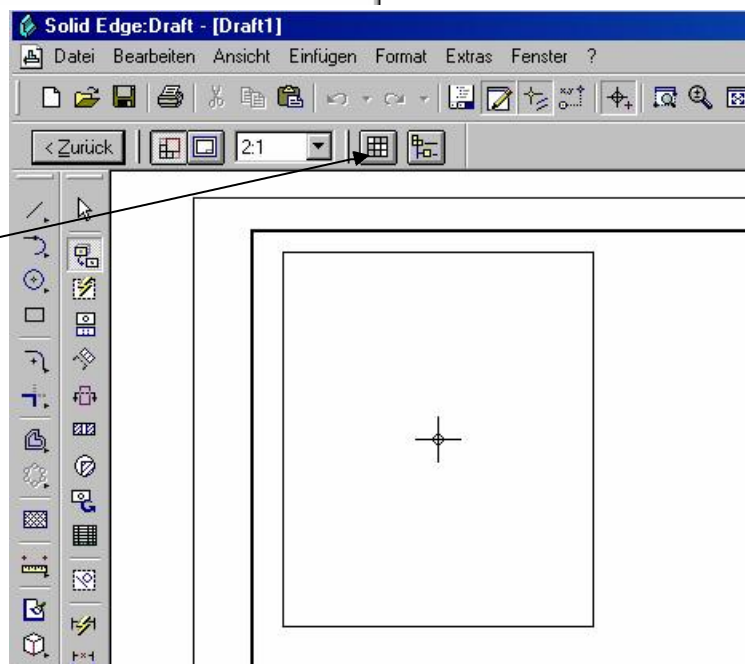 Solid Edge:Draft - [Draft1]
Datei Bearbeiten Ansicht Einfügen Format Extras Fenster ?
< Zurück 2:1